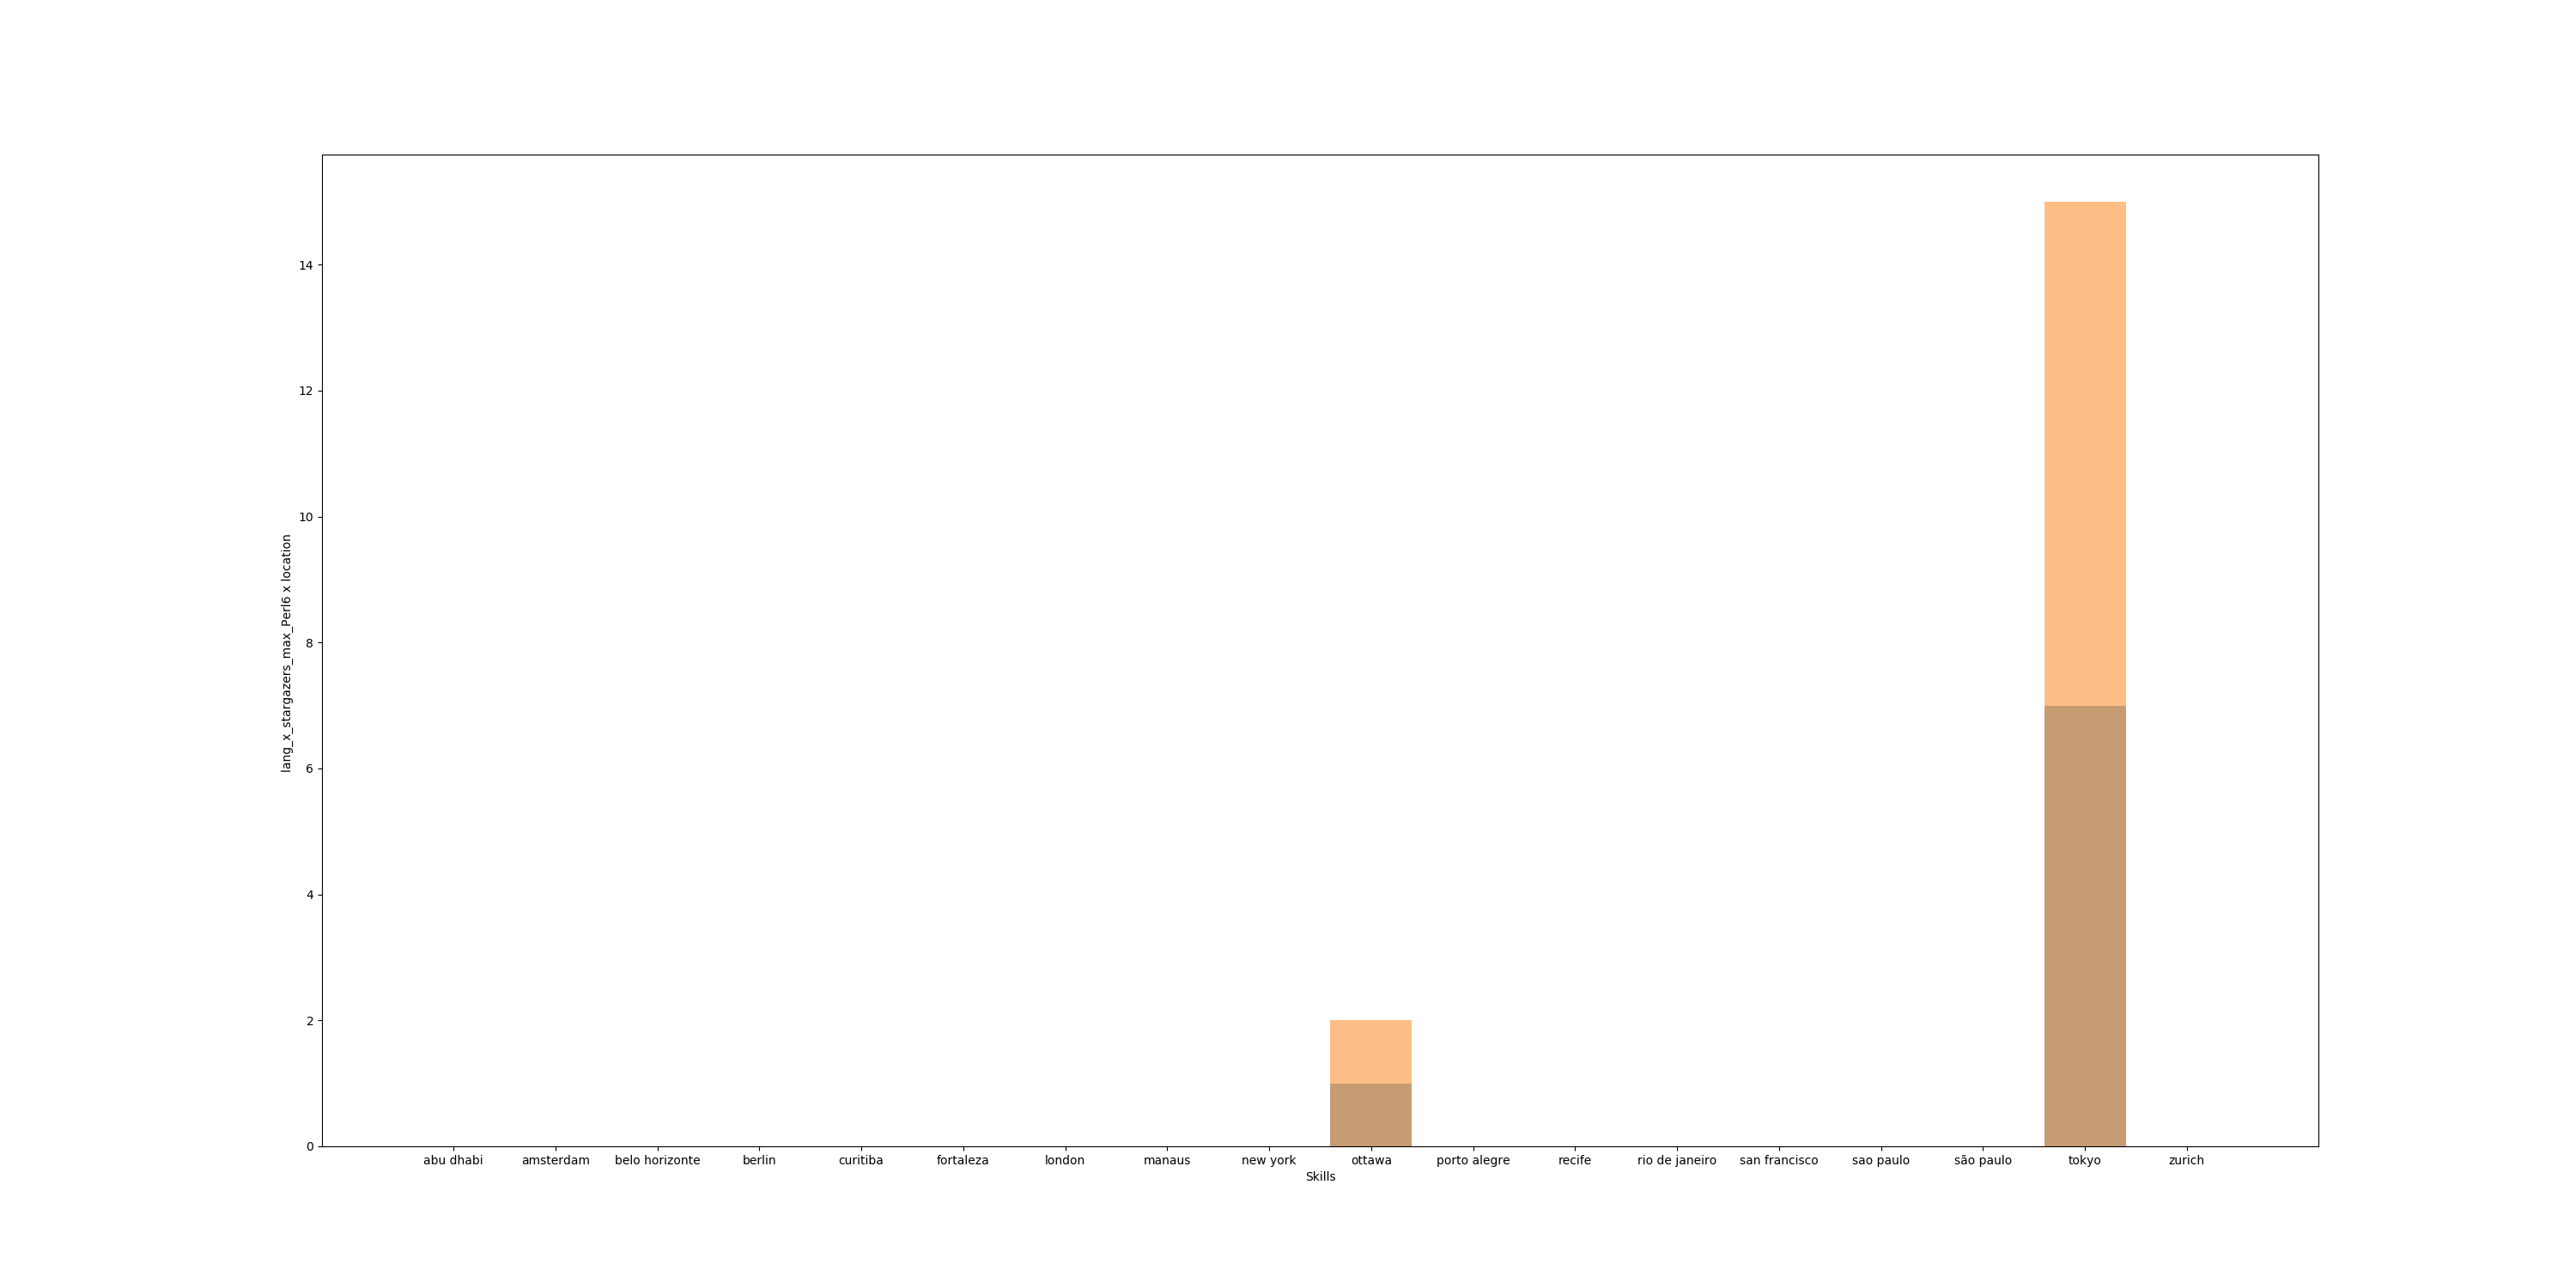 lang_x_stargazers_max_Perl6 x location
14
12
10
8
6
4
2
0
abu dhabi amsterdam belo horizonte berlin curitiba fortaleza london manaus new york ottawa porto alegre recife rio de janeiro san francisco sao paulo são paulo tokyo zurich
Skills